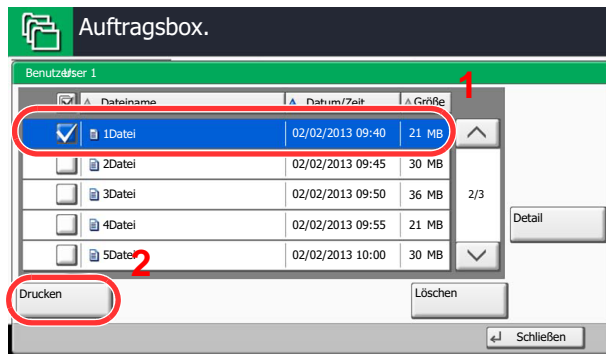 Auftragsbox.
Benutzer User 1
1
Dateiname Datum/Zeit Größe
1Datei 02/02/2013 09:40 21 MB
2Datei 02/02/2013 09:45 30 MB
3Datei 02/02/2013 09:50 36 MB 2/3
4Datei 02/02/2013 09:55 21 MB
Detail
5Datei 02/02/2013 10:00 30 MB
2
Drucken Löschen
Schließen